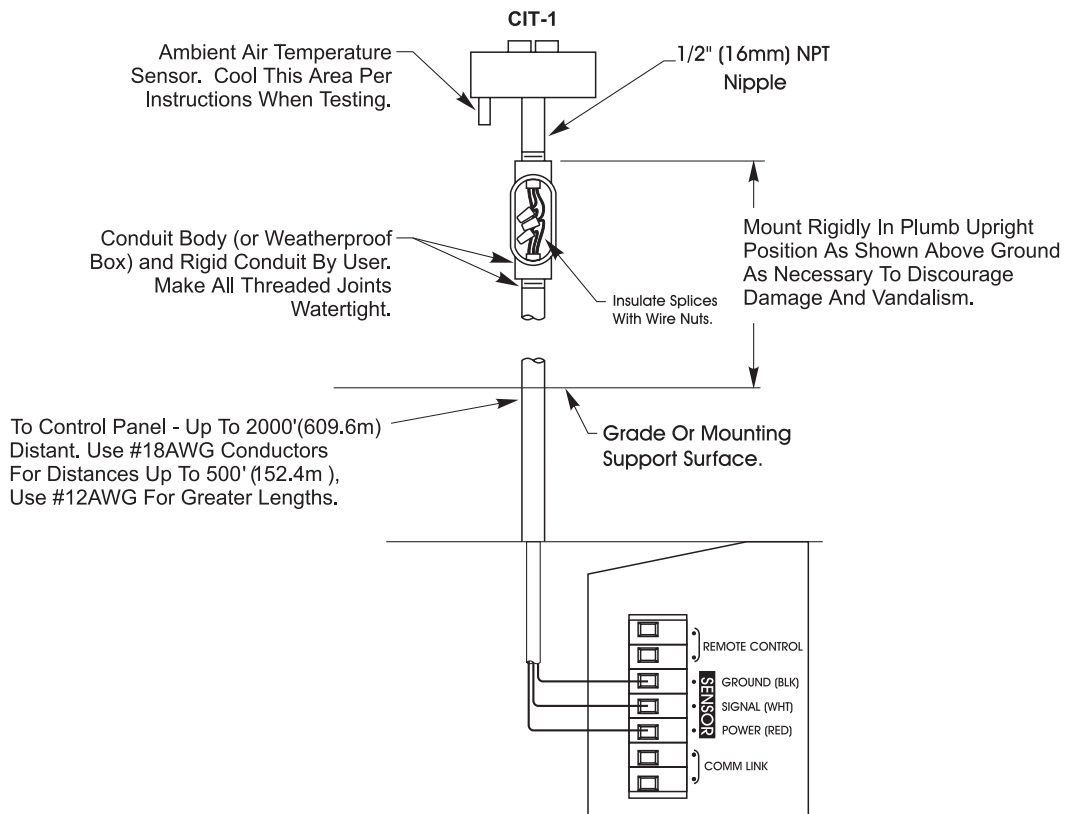 CIT-1
Ambient Air Temperature
Sensor. Cool This Area Per
Instructions When Testing.
1/2" (16mm) NPT
Nipple
Conduit Body (or Weatherproof
Box) and Rigid Conduit By User.
Make All Threaded Joints
Watertight.
Insulate Splices
With Wire Nuts.
Mount Rigidly In Plumb Upright
Position As Shown Above Ground
As Necessary To Discourage
Damage And Vandalism.
To Control Panel - Up To 2000'(609.6m)
Distant. Use #18AWG Conductors
For Distances Up To 500' (152.4m ),
Use #12AWG For Greater Lengths.
Grade Or Mounting
Support Surface.
REMOTE CONTROL
SENSOR
GROUND (BLK)
SIGNAL (WHT)
POWER (RED)
COMM LINK